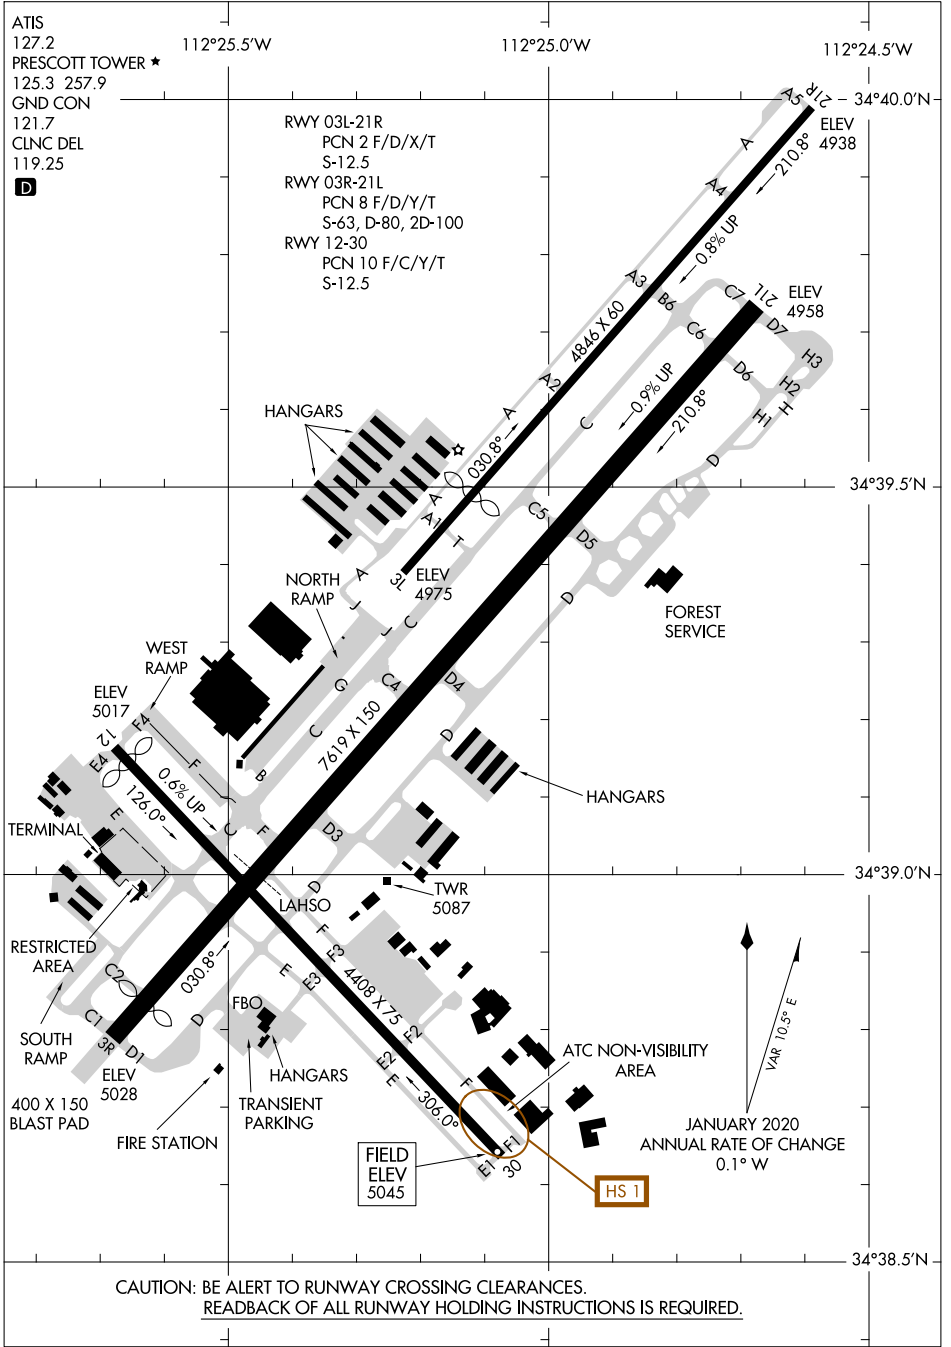 ATIS
127.2
PRESCOTT TOWER ★
125.3 257.9
GND CON
121.7
CLNC DEL
119.25
D
112°25.5'W
112°25.0'W
112°24.5'W
34°40.0'N
34°39.5'N
34°39.0'N
34°38.5'N
RWY 03L-21R
PCN 2 F/D/X/T
S-12.5
RWY 03R-21L
PCN 8 F/D/Y/T
S-63, D-80, 2D-100
RWY 12-30
PCN 10 F/C/Y/T
S-12.5
A5
21R
ELEV
4938
A
210.8°
A4
0.8% UP
A3
B6
C7
21L
ELEV
4958
D7
C6
H3
4846 X 60
D6
H2
H
H1
0.9% UP
210.8°
A2
A
C
D
HANGARS
030.8°
A
A1
T
C5
D5
3L
ELEV
4975
A
J
J
C
D
NORTH
RAMP
FOREST
SERVICE
WEST
RAMP
G
C4
D4
ELEV
5017
F4
12
E4
C
7619 X 150
D
F
B
0.6% UP
126.0°
HANGARS
E
C
F
D3
TERMINAL
TWR
5087
D
LAHSO
F
F3
RESTRICTED
AREA
030.8°
E
E3
4408 X 75
C2
FBO
D
C1
3R
D1
SOUTH
RAMP
ELEV
5028
F2
E2
E
F
HANGARS
ATC NON-VISIBILITY
AREA
400 X 150
BLAST PAD
TRANSIENT
PARKING
306.0°
FIRE STATION
F1
E1
30
FIELD
ELEV
5045
HS 1
VAR 10.5° E
JANUARY 2020
ANNUAL RATE OF CHANGE
0.1° W
CAUTION: BE ALERT TO RUNWAY CROSSING CLEARANCES.
READBACK OF ALL RUNWAY HOLDING INSTRUCTIONS IS REQUIRED.